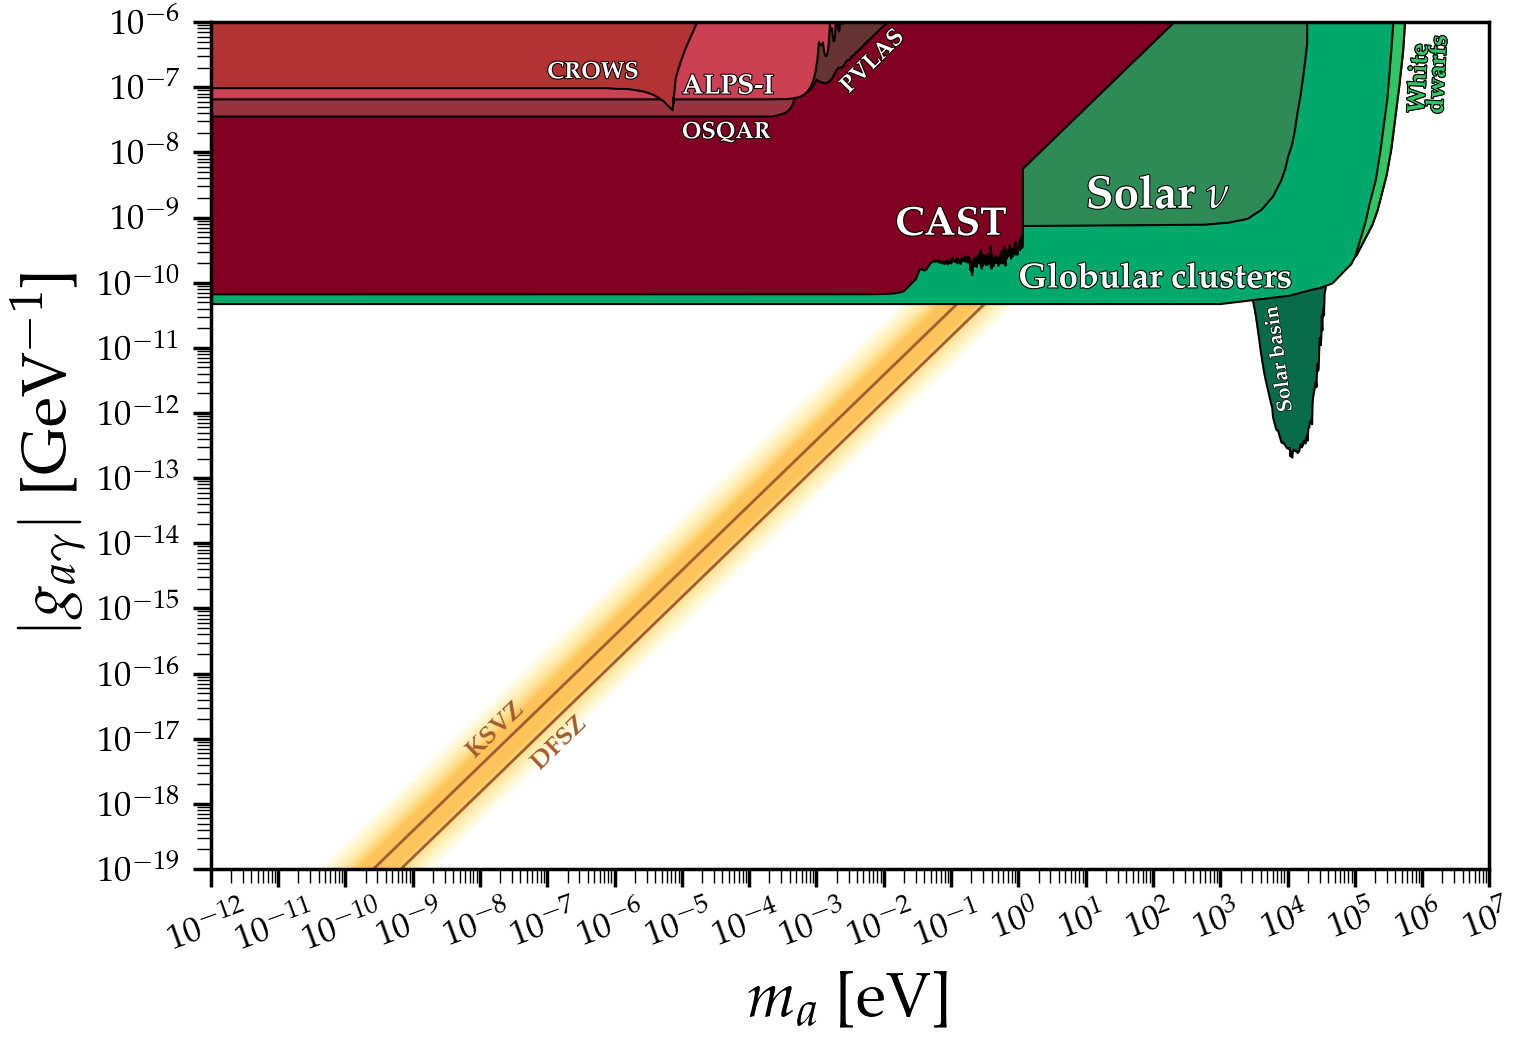 10⁻⁶
10⁻⁷
10⁻⁸
10⁻⁹
10⁻¹⁰
10⁻¹¹
10⁻¹²
10⁻¹³
10⁻¹⁴
10⁻¹⁵
10⁻¹⁶
10⁻¹⁷
10⁻¹⁸
10⁻¹⁹
|gₐᵧ| [GeV⁻¹]
CROWS
ALPS-I
OSQAR
PVLAS
CAST
Solar ν
Globular clusters
White
dwarfs
Solar basin
KSVZ
DFSZ
10⁻¹² 10⁻¹¹ 10⁻¹⁰ 10⁻⁹ 10⁻⁸ 10⁻⁷ 10⁻⁶ 10⁻⁵ 10⁻⁴ 10⁻³ 10⁻² 10⁻¹ 10⁰ 10¹ 10² 10³ 10⁴ 10⁵ 10⁶ 10⁷
mₐ [eV]